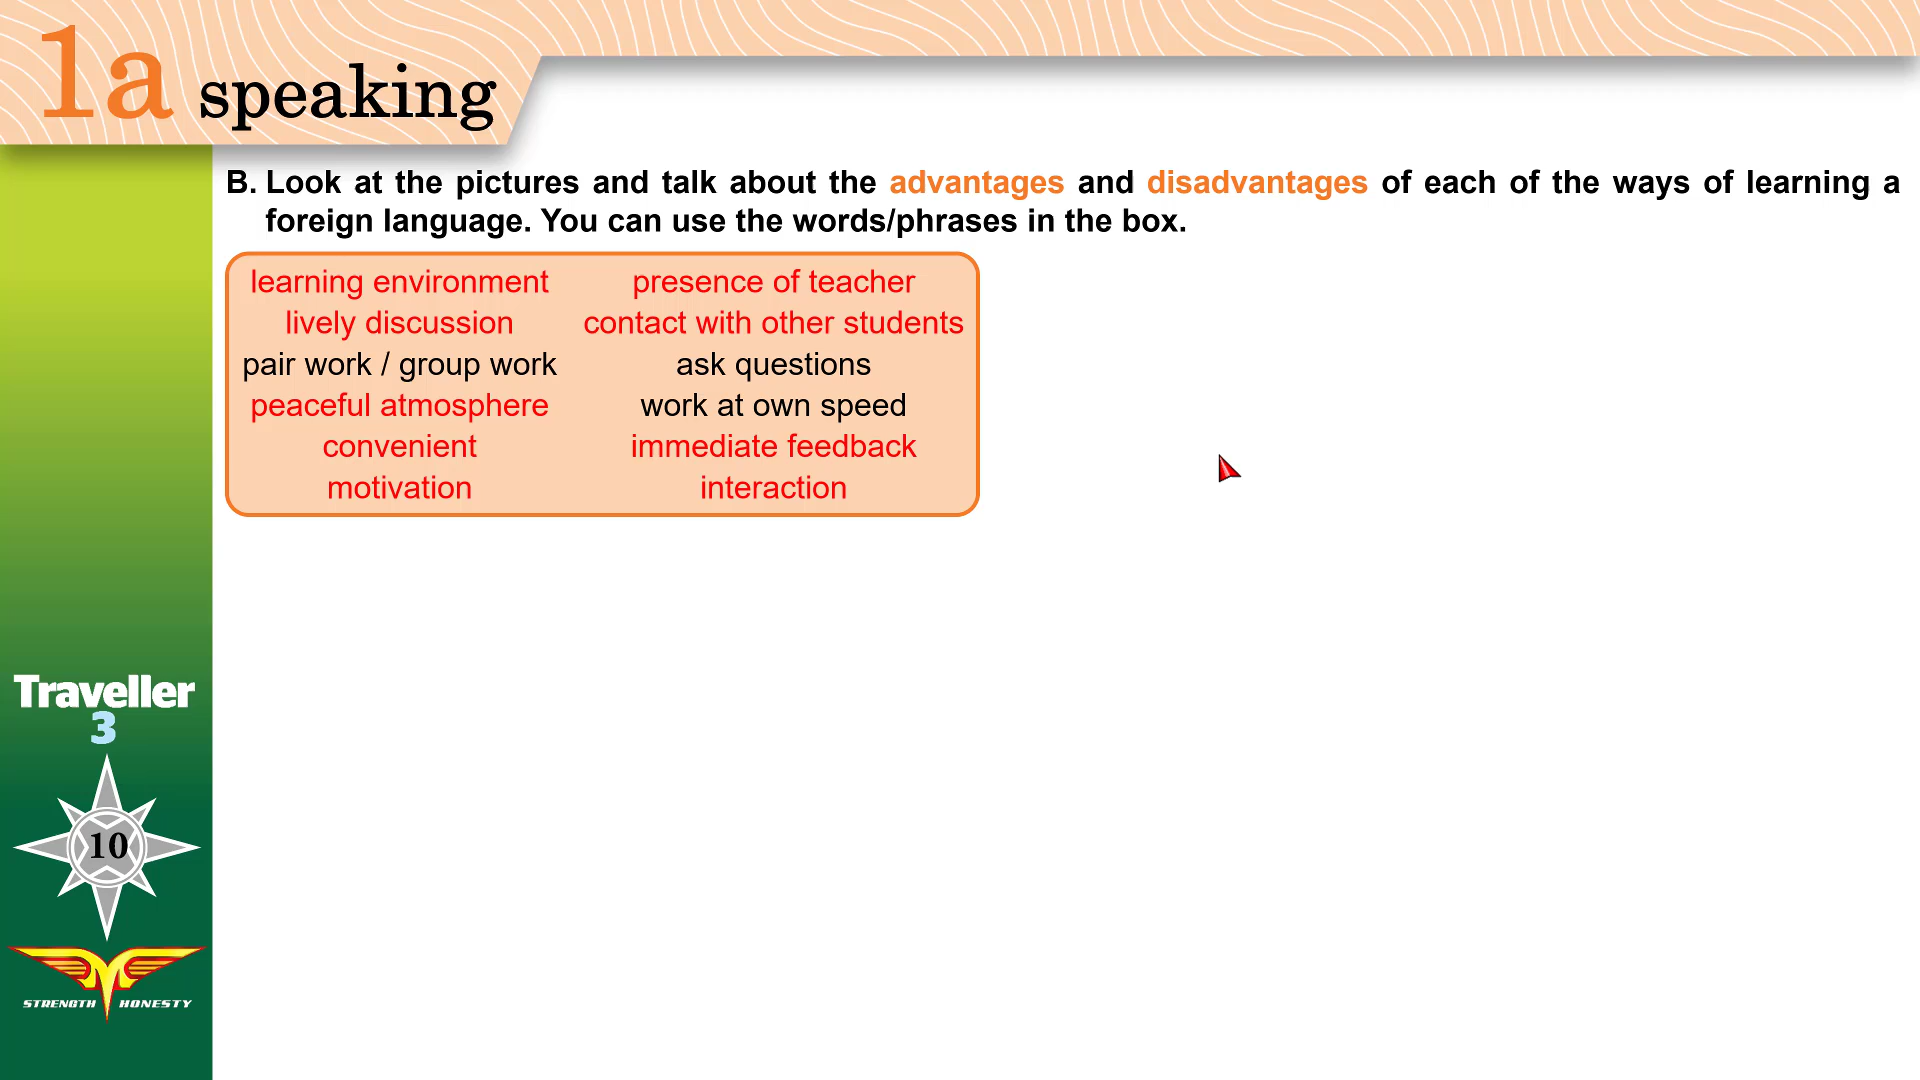 1a speaking
B. Look at the pictures and talk about the advantages and disadvantages of each of the ways of learning a
foreign language. You can use the words/phrases in the box.
learning environment presence of teacher
lively discussion contact with other students
pair work / group work ask questions
peaceful atmosphere work at own speed
convenient immediate feedback
motivation interaction
Traveller
3
10
STRENGTH HONESTY